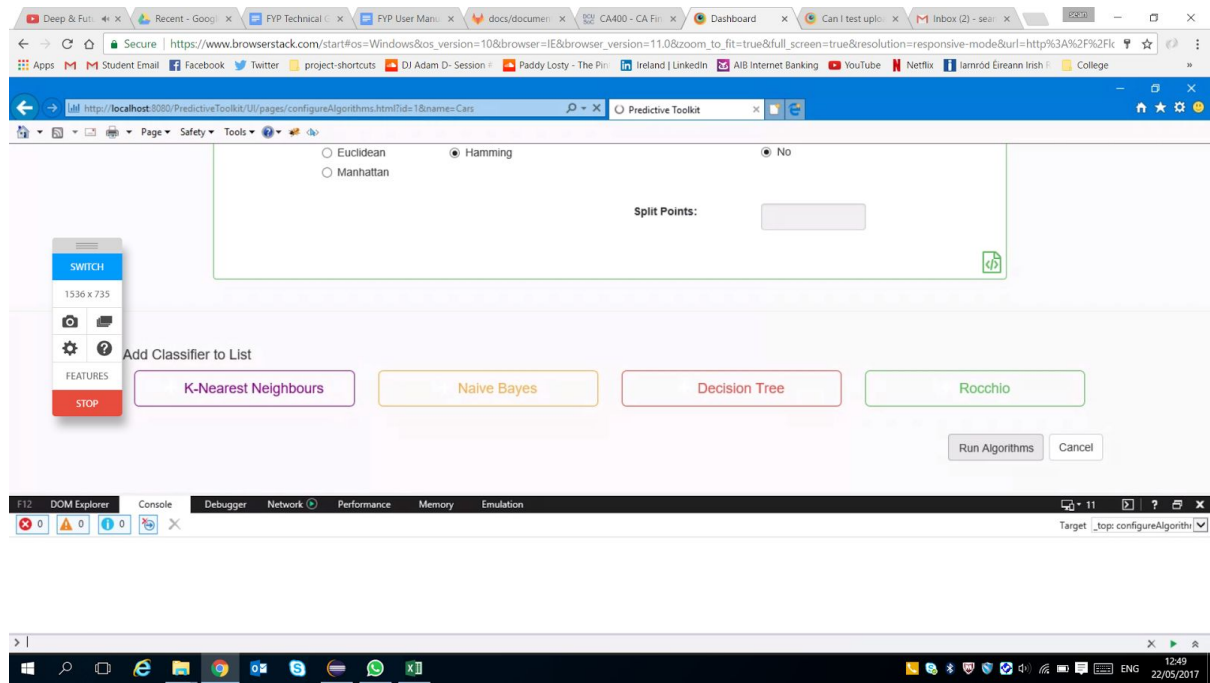 Deep & Futu
Recent - Googl
FYP Technical G
FYP User Manu
docs/documen
CA400 - CA Fin
Dashboard
Can I test uploa
Inbox (2) - sear
Sean
Secure | https://www.browserstack.com/start#os=Windows&os_version=10&browser=IE&browser_version=11.0&zoom_to_fit=true&full_screen=true&resolution=responsive-mode&url=http%3A%2F%2Flc
Apps
Student Email
Facebook
Twitter
project-shortcuts
DJ Adam D- Session
Paddy Losty - The Pin
Ireland | LinkedIn
AIB Internet Banking
YouTube
Netflix
Iarnród Éireann Irish R
College
http://localhost:8080/PredictiveToolkit/UI/pages/configureAlgorithms.html?id=1&name=Cars
Predictive Toolkit
Page
Safety
Tools
Euclidean
Hamming
No
Manhattan
Split Points:
SWITCH
1536 x 735
FEATURES
STOP
Add Classifier to List
K-Nearest Neighbours
Naive Bayes
Decision Tree
Rocchio
Run Algorithms
Cancel
F12
DOM Explorer
Console
Debugger
Network
Performance
Memory
Emulation
11
?
0
0
0
Target
_top: configureAlgorith
>
ENG
12:49
22/05/2017